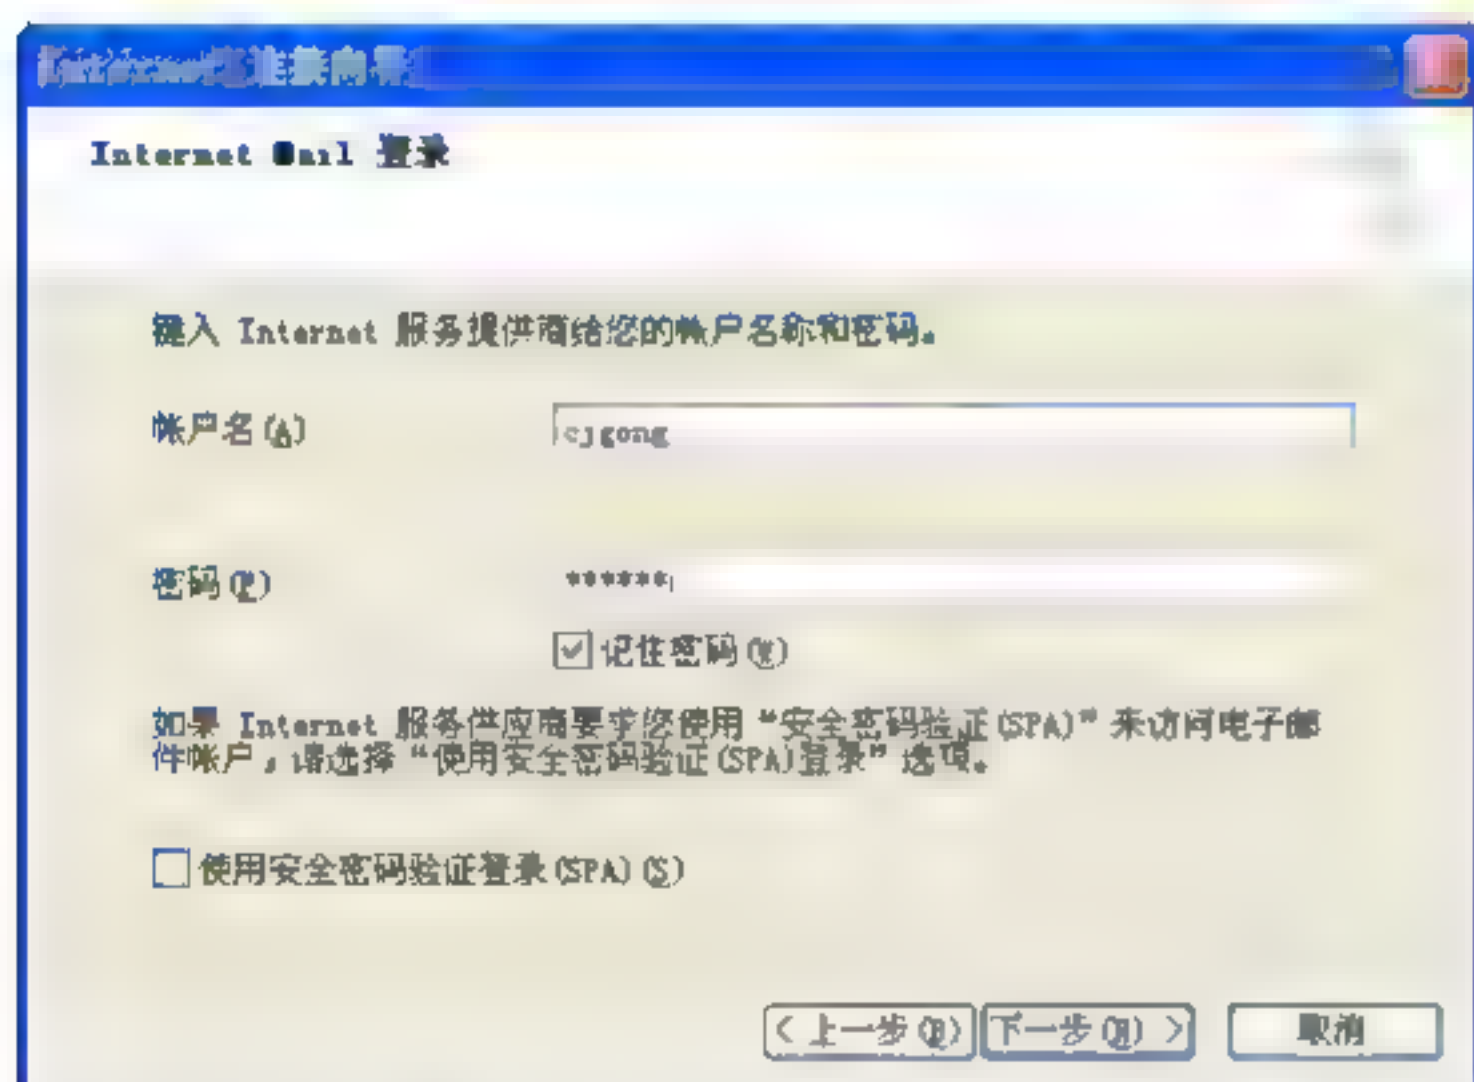 Internet 连接向导
Internet Mail 登录
键入 Internet 服务提供商给您的帐户名称和密码。
帐户名(A)
cjgong
密码(P)
******
记住密码(W)
如果 Internet 服务供应商要求您使用“安全密码验证(SPA)”来访问电子邮
件帐户，请选择“使用安全密码验证(SPA)登录”选项。
使用安全密码验证登录(SPA)(S)
< 上一步(B)
下一步(N) >
取消